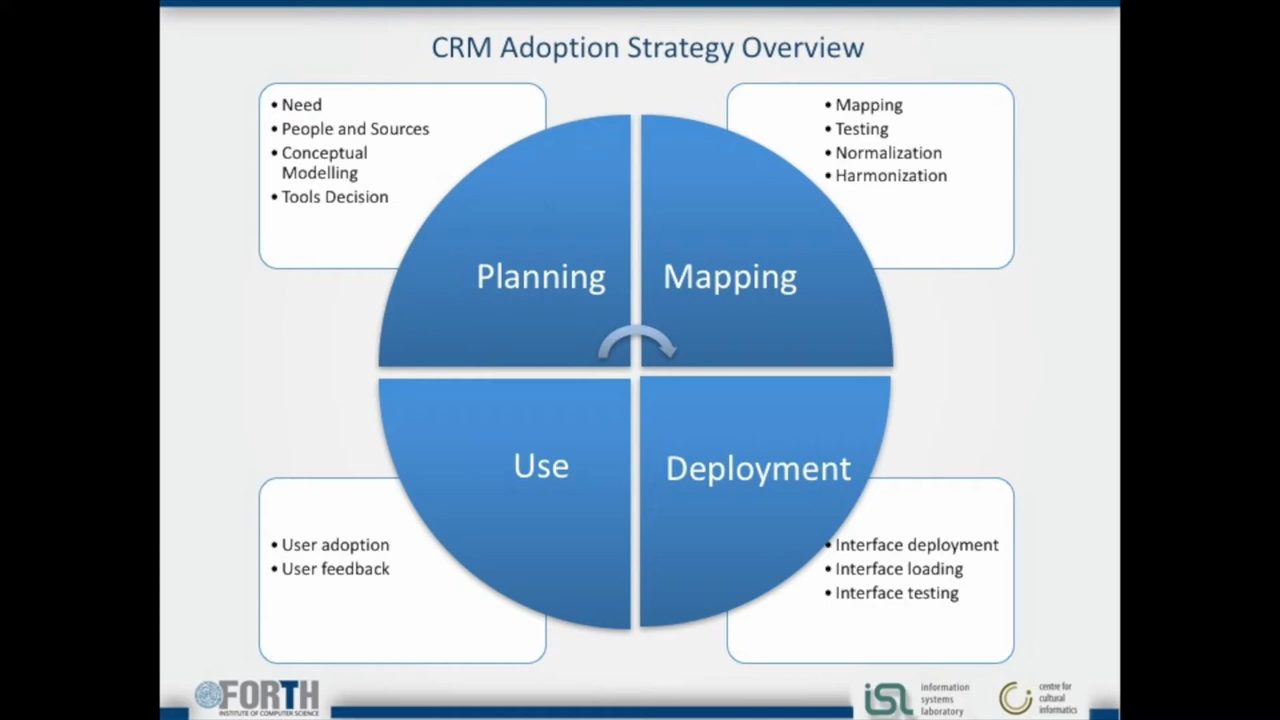 CRM Adoption Strategy Overview
• Need
• People and Sources
• Conceptual
Modelling
• Tools Decision
• Mapping
• Testing
• Normalization
• Harmonization
Planning
Mapping
Use
Deployment
• User adoption
• User feedback
• Interface deployment
• Interface loading
• Interface testing
FORTH
INSTITUTE OF COMPUTER SCIENCE
isl
information
systems
laboratory
centre for
cultural
informatics